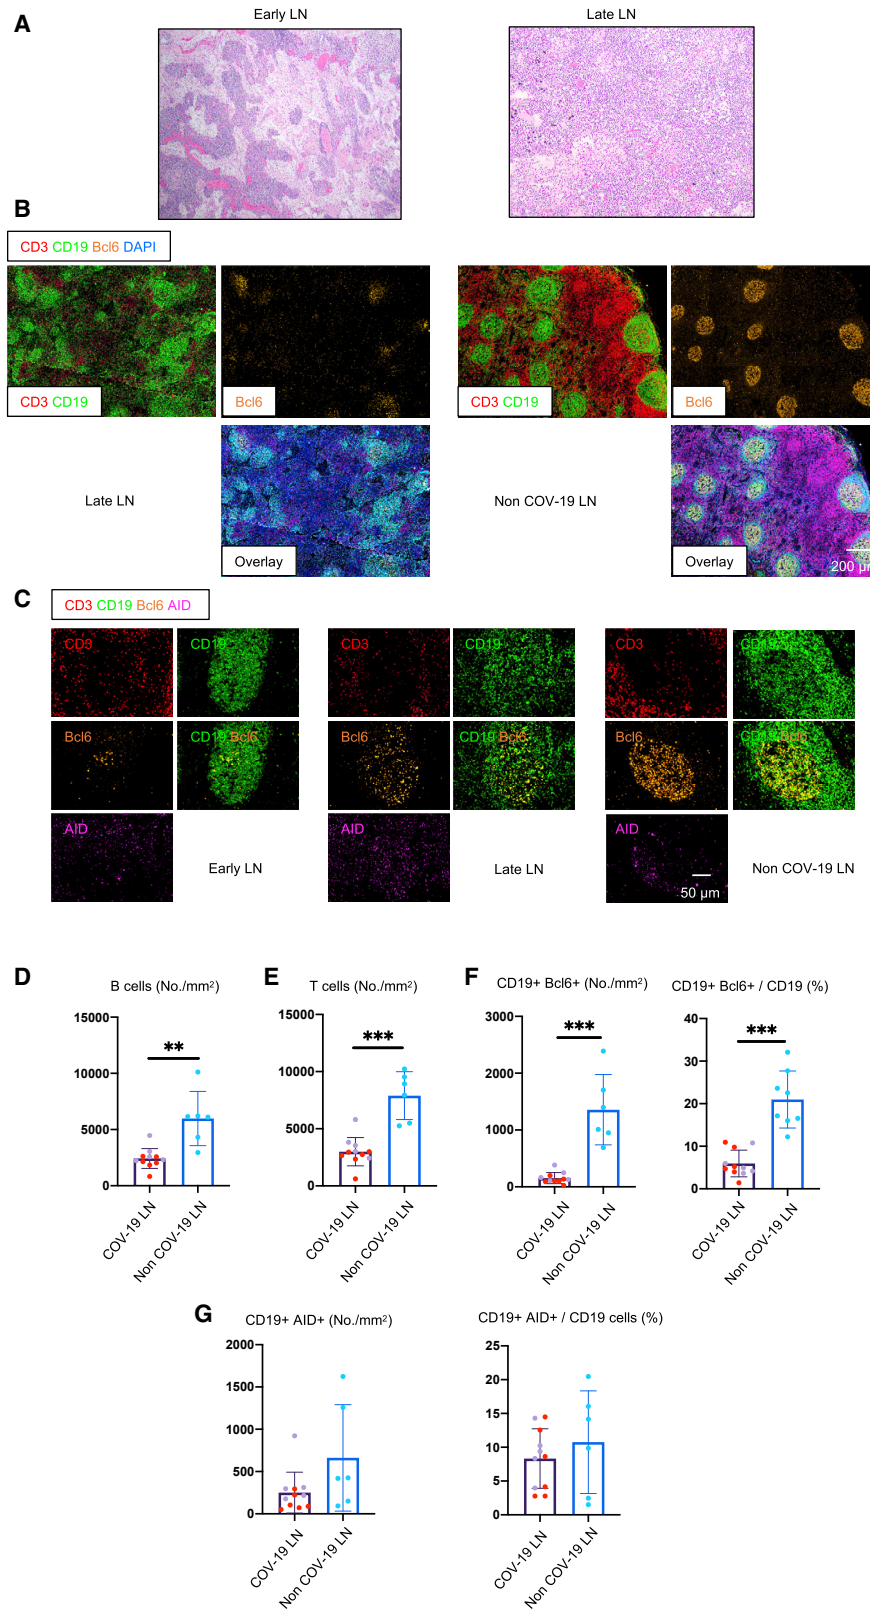 A
Early LN
Late LN
B
CD3 CD19 Bcl6 DAPI
CD3 CD19
Bcl6
CD3 CD19
Bcl6
Late LN
Overlay
Non COV-19 LN
Overlay
200 µm
C
CD3 CD19 Bcl6 AID
CD3
CD19
CD3
CD19
CD3
CD19
Bcl6
CD19 Bcl6
Bcl6
CD19 Bcl6
Bcl6
CD19 Bcl6
AID
Early LN
AID
Late LN
AID
50 µm
Non COV-19 LN
D
B cells (No./mm²)
15000
10000
5000
0
**
COV-19 LN
Non COV-19 LN
E
T cells (No./mm²)
15000
10000
5000
0
***
COV-19 LN
Non COV-19 LN
F
CD19+ Bcl6+ (No./mm²)
3000
2000
1000
0
***
COV-19 LN
Non COV-19 LN
CD19+ Bcl6+ / CD19 (%)
40
30
20
10
0
***
COV-19 LN
Non COV-19 LN
G
CD19+ AID+ (No./mm²)
2000
1500
1000
500
0
COV-19 LN
Non COV-19 LN
CD19+ AID+ / CD19 cells (%)
25
20
15
10
5
0
COV-19 LN
Non COV-19 LN